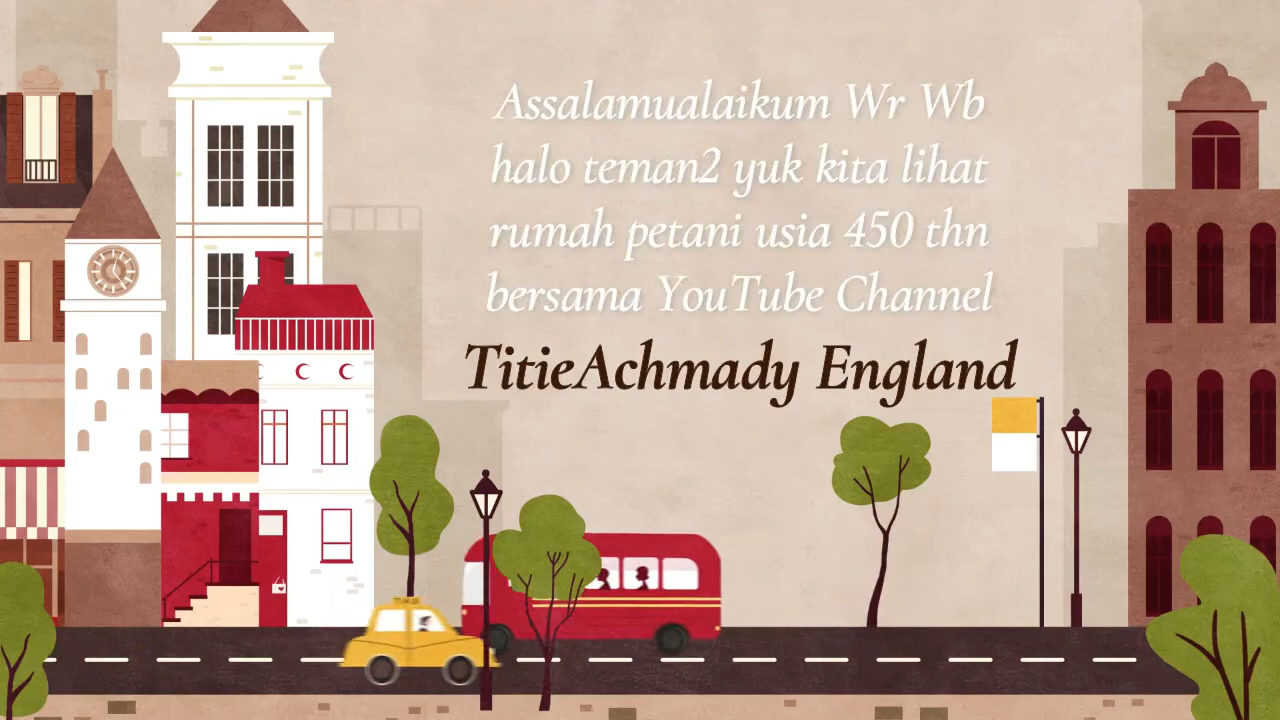 Assalamualaikum Wr Wb
halo teman2 yuk kita lihat
rumah petani usia 450 thn
bersama YouTube Channel
TitieAchmady England